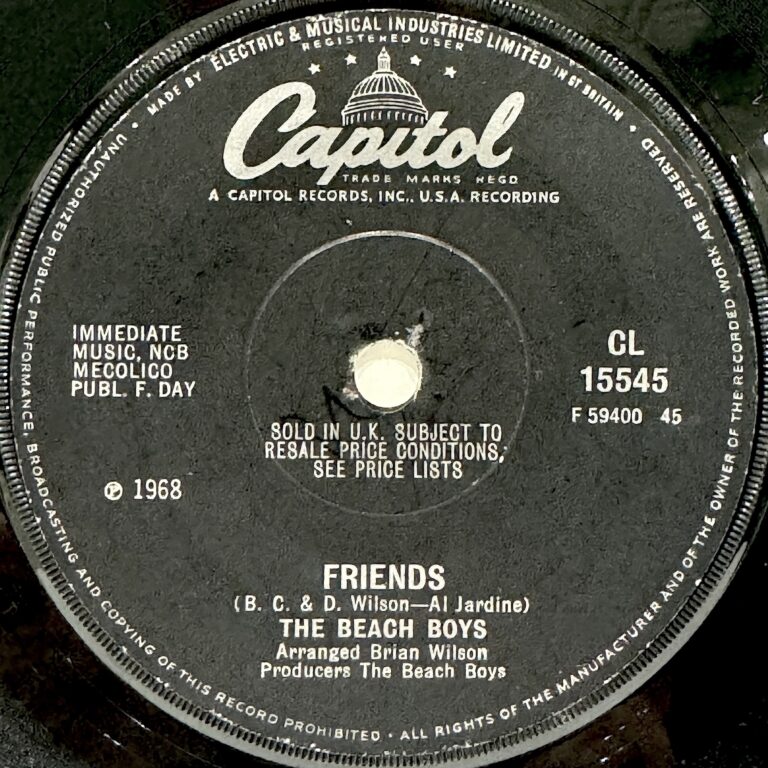 MADE BY ELECTRIC & MUSICAL INDUSTRIES LIMITED IN GT BRITAIN
REGISTERED USER
Capitol
TRADE MARKS REGD
A CAPITOL RECORDS, INC., U.S.A. RECORDING
IMMEDIATE
MUSIC, NCB
MECOLICO
PUBL. F. DAY
CL
15545
F 59400 45
SOLD IN U.K. SUBJECT TO
RESALE PRICE CONDITIONS,
SEE PRICE LISTS
℗ 1968
FRIENDS
(B. C. & D. Wilson—Al Jardine)
THE BEACH BOYS
Arranged Brian Wilson
Producers The Beach Boys
UNAUTHORIZED PUBLIC PERFORMANCE, BROADCASTING AND COPYING OF THIS RECORD PROHIBITED · ALL RIGHTS OF THE MANUFACTURER AND OF THE OWNER OF THE RECORDED WORK ARE RESERVED